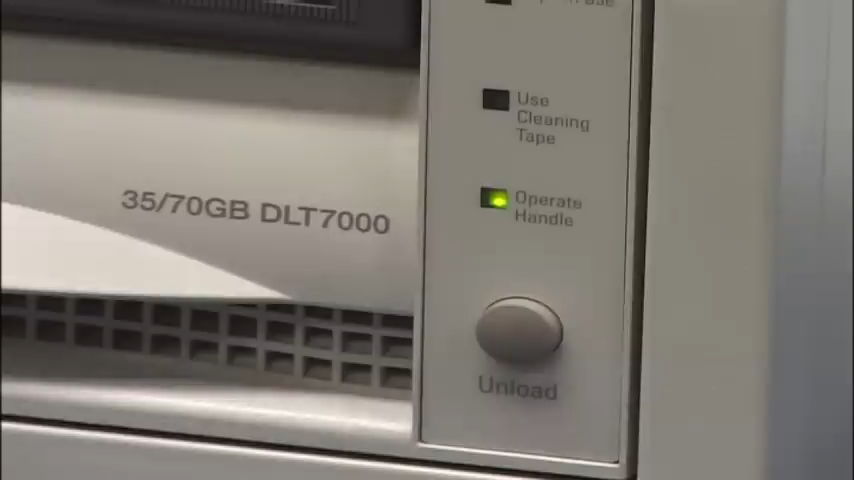 Use
Cleaning
Tape
35/70GB DLT7000
Operate
Handle
Unload